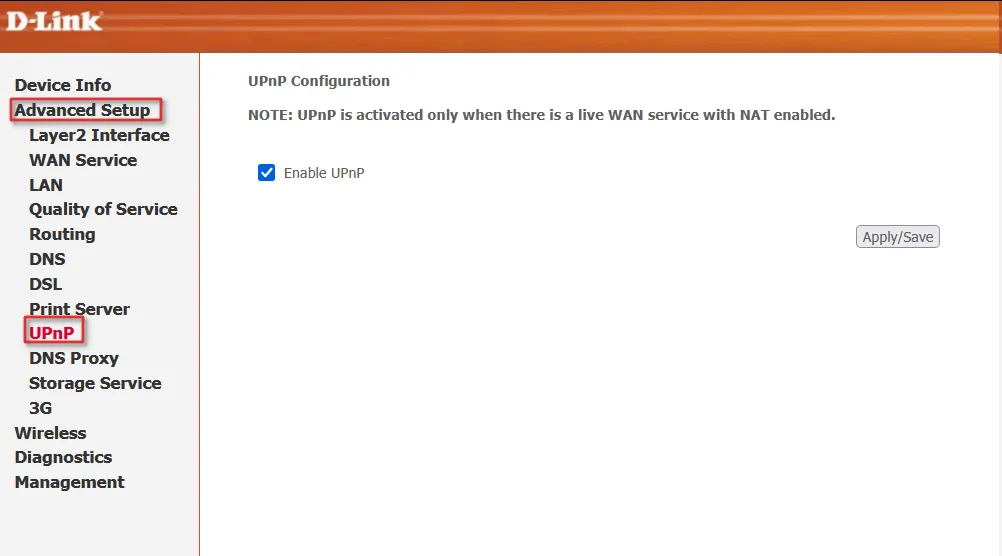 D-Link
Device Info
Advanced Setup
Layer2 Interface
WAN Service
LAN
Quality of Service
Routing
DNS
DSL
Print Server
UPnP
DNS Proxy
Storage Service
3G
Wireless
Diagnostics
Management
UPnP Configuration
NOTE: UPnP is activated only when there is a live WAN service with NAT enabled.
Enable UPnP
Apply/Save